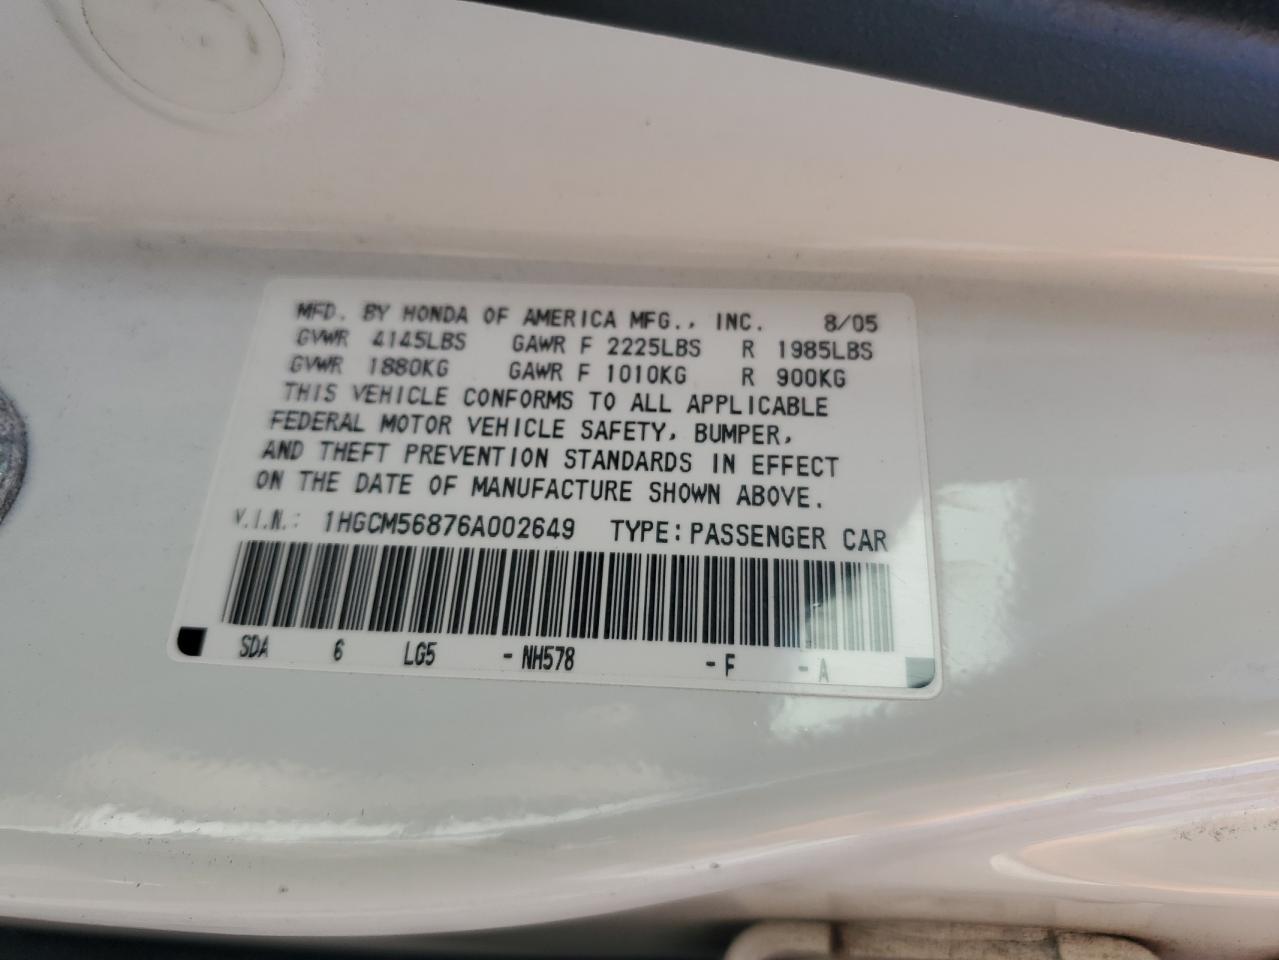 MFD. BY HONDA OF AMERICA MFG., INC. 8/05
GVWR 4145LBS GAWR F 2225LBS R 1985LBS
GVWR 1880KG GAWR F 1010KG R 900KG
THIS VEHICLE CONFORMS TO ALL APPLICABLE
FEDERAL MOTOR VEHICLE SAFETY, BUMPER,
AND THEFT PREVENTION STANDARDS IN EFFECT
ON THE DATE OF MANUFACTURE SHOWN ABOVE.
V.I.N.: 1HGCM56876A002649 TYPE: PASSENGER CAR
SDA 6 LG5 - NH578 - F - A